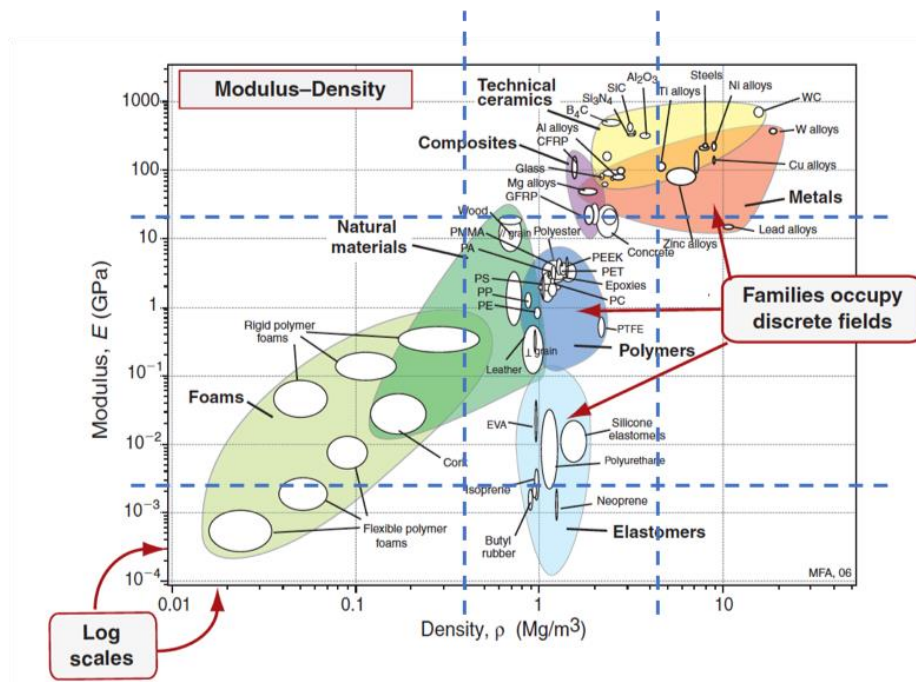 Modulus–Density
Technical
ceramics
Composites
Natural
materials
Foams
Metals
Polymers
Elastomers
Al₂O₃
SiC
Si₃N₄
B₄C
Ti alloys
Steels
Ni alloys
WC
W alloys
Cu alloys
Lead alloys
Zinc alloys
Al alloys
CFRP
Glass
Mg alloys
GFRP
Concrete
Wood
// grain
PMMA
PA
Polyester
PEEK
PET
Epoxies
PC
PS
PP
PE
PTFE
Leather
⊥ grain
Rigid polymer
foams
Cork
EVA
Silicone
elastomers
Polyurethane
Isoprene
Neoprene
Butyl
rubber
Flexible polymer
foams
MFA, 06
Families occupy
discrete fields
Log
scales
Modulus, E (GPa)
1000
100
10
1
10⁻¹
10⁻²
10⁻³
10⁻⁴
0.01
0.1
1
10
Density, ρ (Mg/m³)